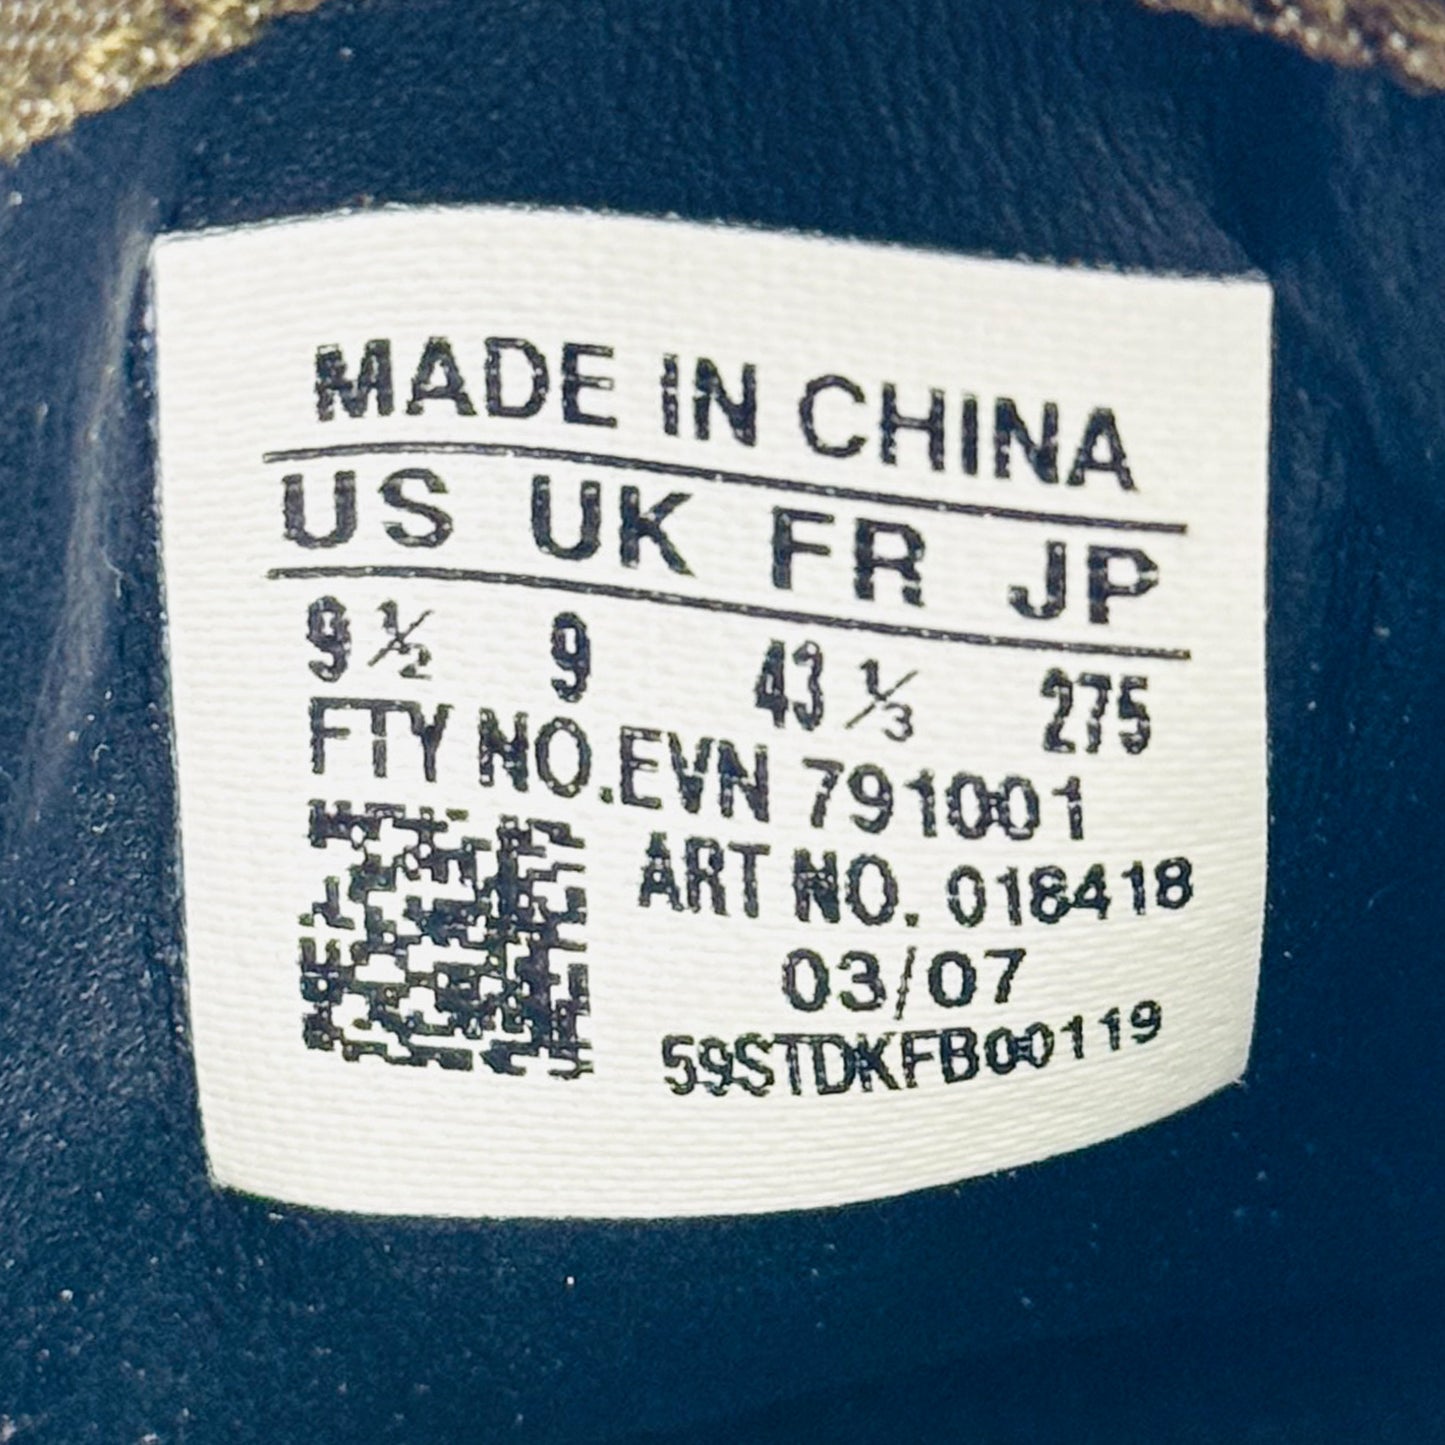 MADE IN CHINA
US UK FR JP
9 ½ 9 43 ⅓ 275
FTY NO.EVN 791001
ART NO. 018418
03/07
59STDKFB00119